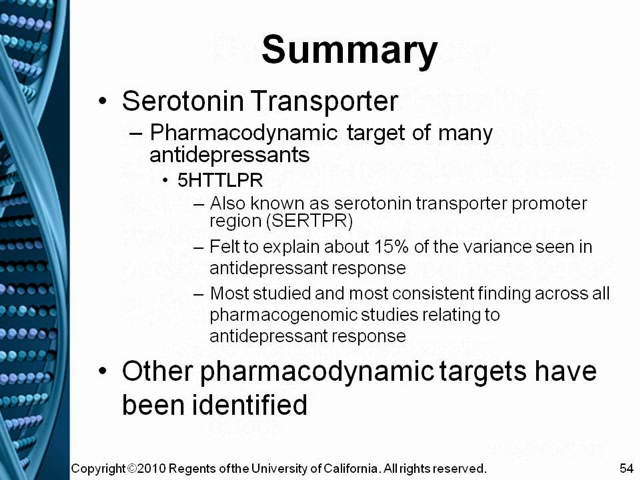 Summary
• Serotonin Transporter
– Pharmacodynamic target of many
antidepressants
• 5HTTLPR
– Also known as serotonin transporter promoter
region (SERTPR)
– Felt to explain about 15% of the variance seen in
antidepressant response
– Most studied and most consistent finding across all
pharmacogenomic studies relating to
antidepressant response
• Other pharmacodynamic targets have
been identified
Copyright ©2010 Regents of the University of California. All rights reserved.
54